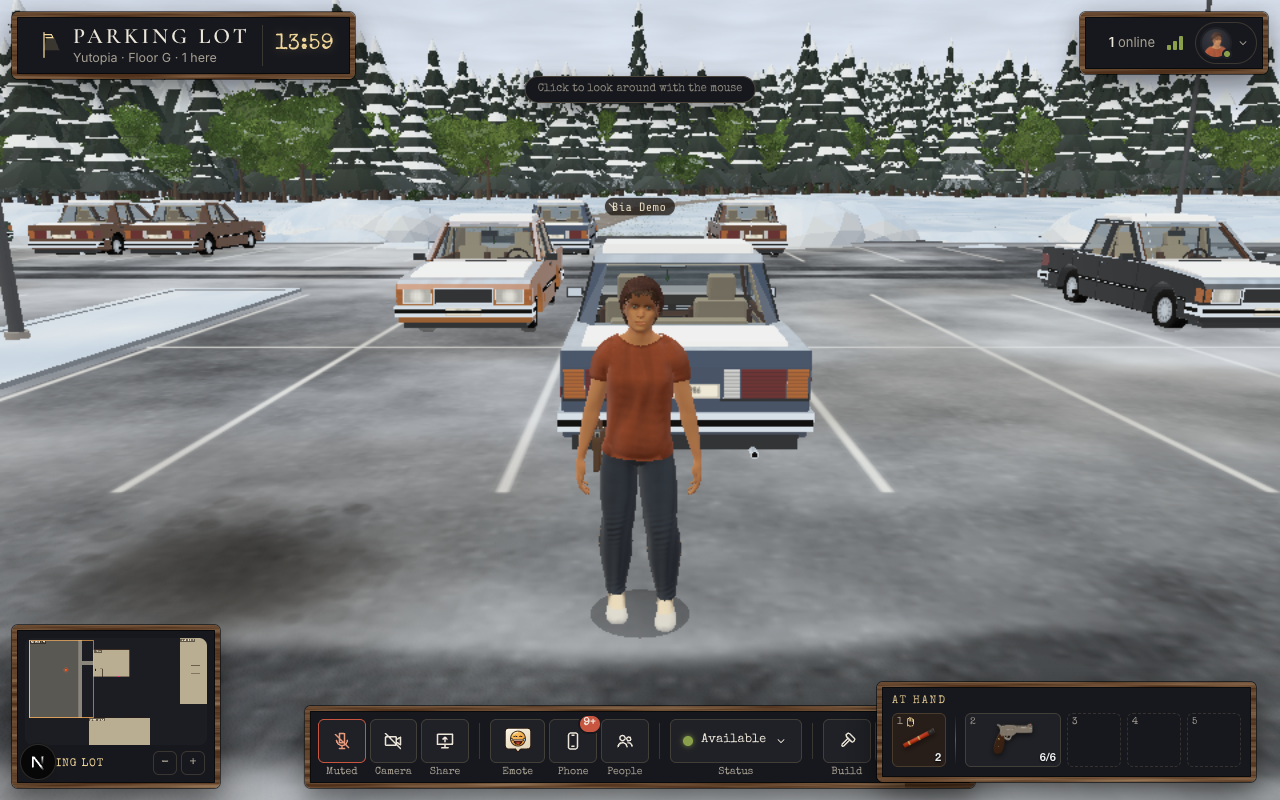 PARKING LOT
Yutopia · Floor G · 1 here
13:59
1 online
Click to look around with the mouse
Bia Demo
N
ING LOT
− +
Muted
Camera
Share
Emote
9+
Phone
People
Available
Status
Build
AT HAND
1
2
2
6/6
3
4
5